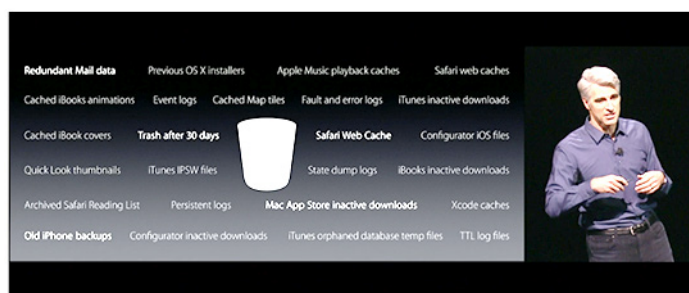 Redundant Mail data Previous OS X installers Apple Music playback caches Safari web caches
Cached iBooks animations Event logs Cached Map tiles Fault and error logs iTunes inactive downloads
Cached iBook covers Trash after 30 days Safari Web Cache Configurator iOS files
Quick Look thumbnails iTunes IPSW files State dump logs iBooks inactive downloads
Archived Safari Reading List Persistent logs Mac App Store inactive downloads Xcode caches
Old iPhone backups Configurator inactive downloads iTunes orphaned database temp files TTL log files